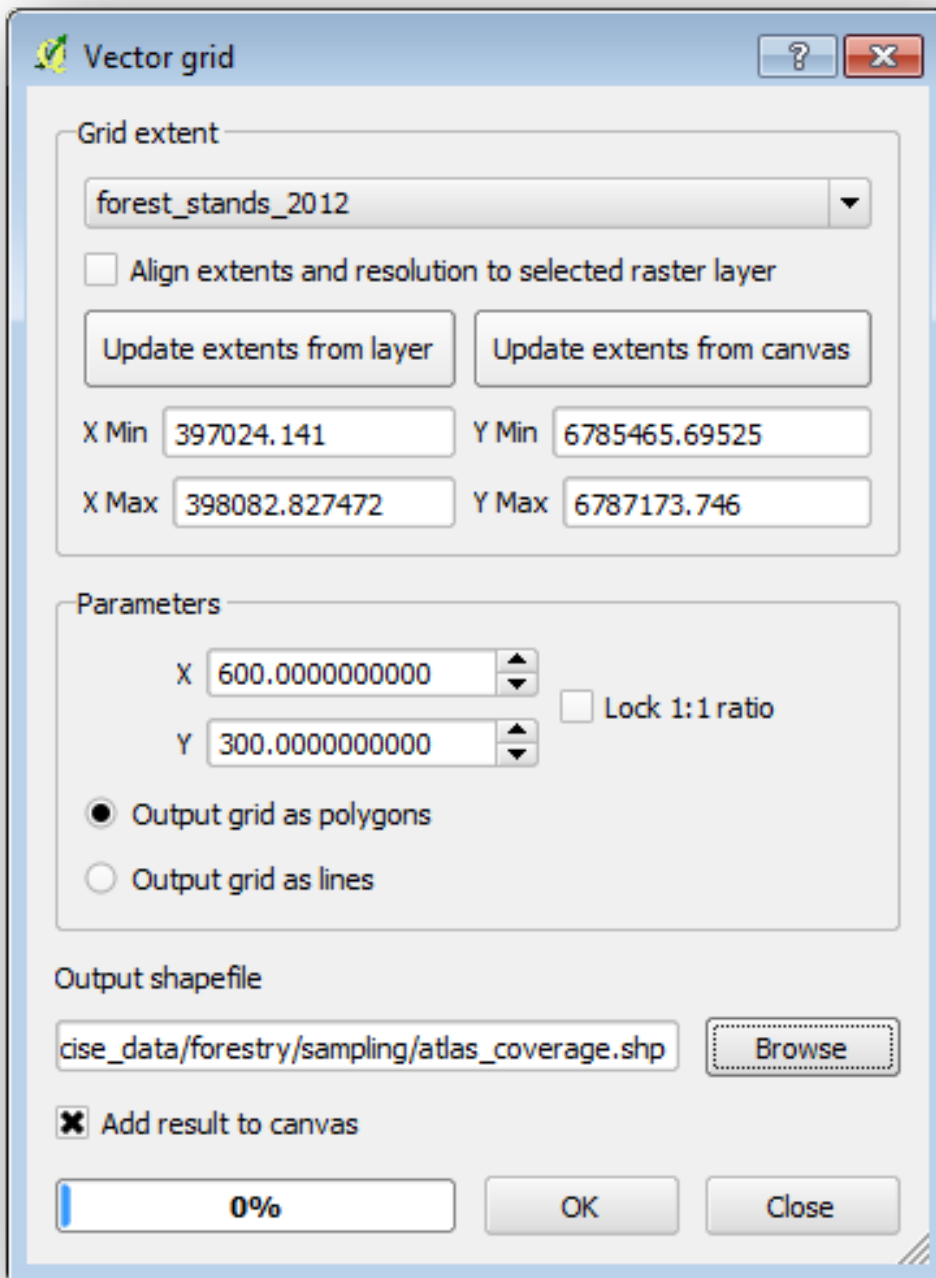 Vector grid
Grid extent
forest_stands_2012
Align extents and resolution to selected raster layer
Update extents from layer
Update extents from canvas
X Min 397024.141
Y Min 6785465.69525
X Max 398082.827472
Y Max 6787173.746
Parameters
X 600.0000000000
Lock 1:1 ratio
Y 300.0000000000
Output grid as polygons
Output grid as lines
Output shapefile
cise_data/forestry/sampling/atlas_coverage.shp
Browse
Add result to canvas
0%
OK
Close